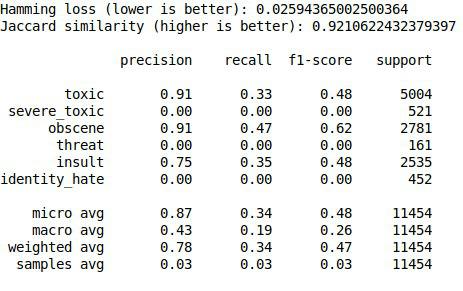 Hamming loss (lower is better): 0.02594365002500364
Jaccard similarity (higher is better): 0.9210622432379397
precision recall f1-score support
toxic 0.91 0.33 0.48 5004
severe_toxic 0.00 0.00 0.00 521
obscene 0.91 0.47 0.62 2781
threat 0.00 0.00 0.00 161
insult 0.75 0.35 0.48 2535
identity_hate 0.00 0.00 0.00 452
micro avg 0.87 0.34 0.48 11454
macro avg 0.43 0.19 0.26 11454
weighted avg 0.78 0.34 0.47 11454
samples avg 0.03 0.03 0.03 11454